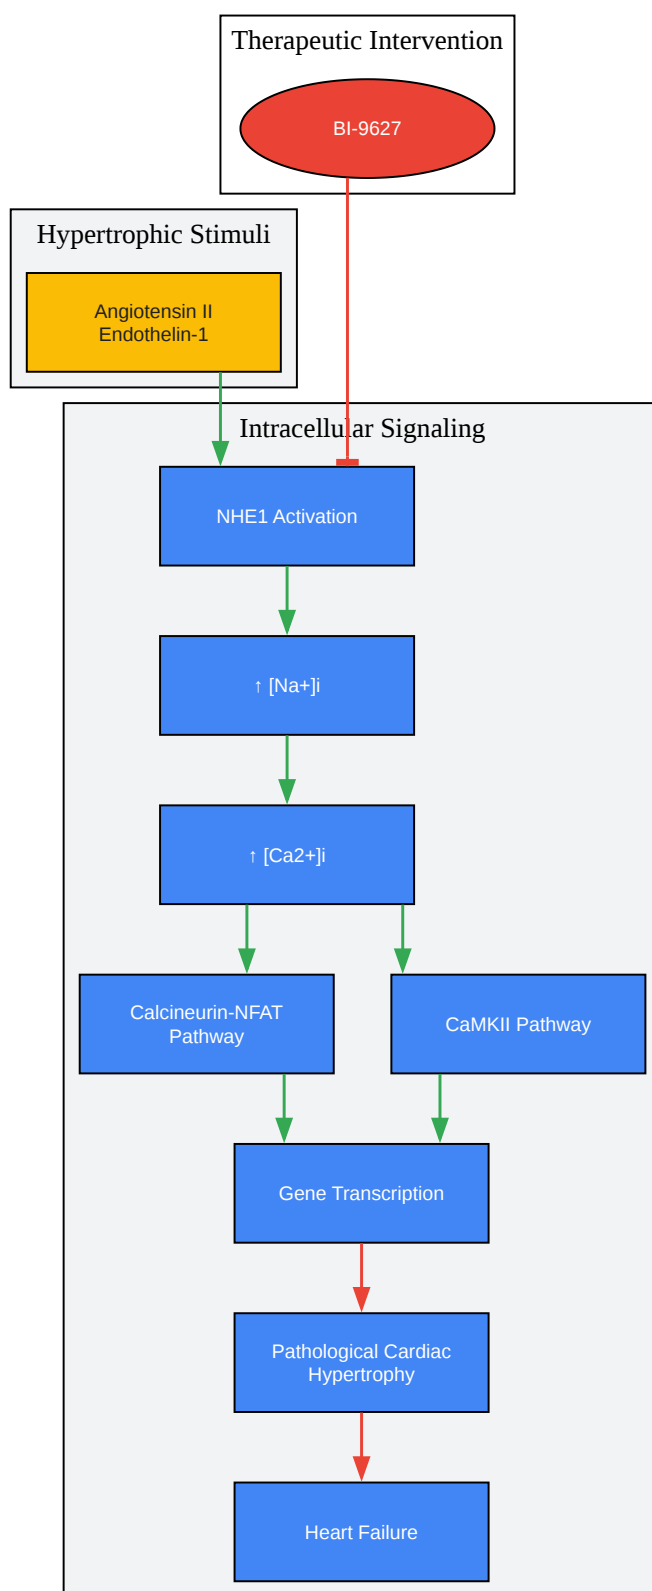 Therapeutic Intervention
BI-9627
Hypertrophic Stimuli
Angiotensin II
Endothelin-1
Intracellular Signaling
NHE1 Activation
↑ [Na+]i
↑ [Ca2+]i
Calcineurin-NFAT
Pathway
CaMKII Pathway
Gene Transcription
Pathological Cardiac
Hypertrophy
Heart Failure